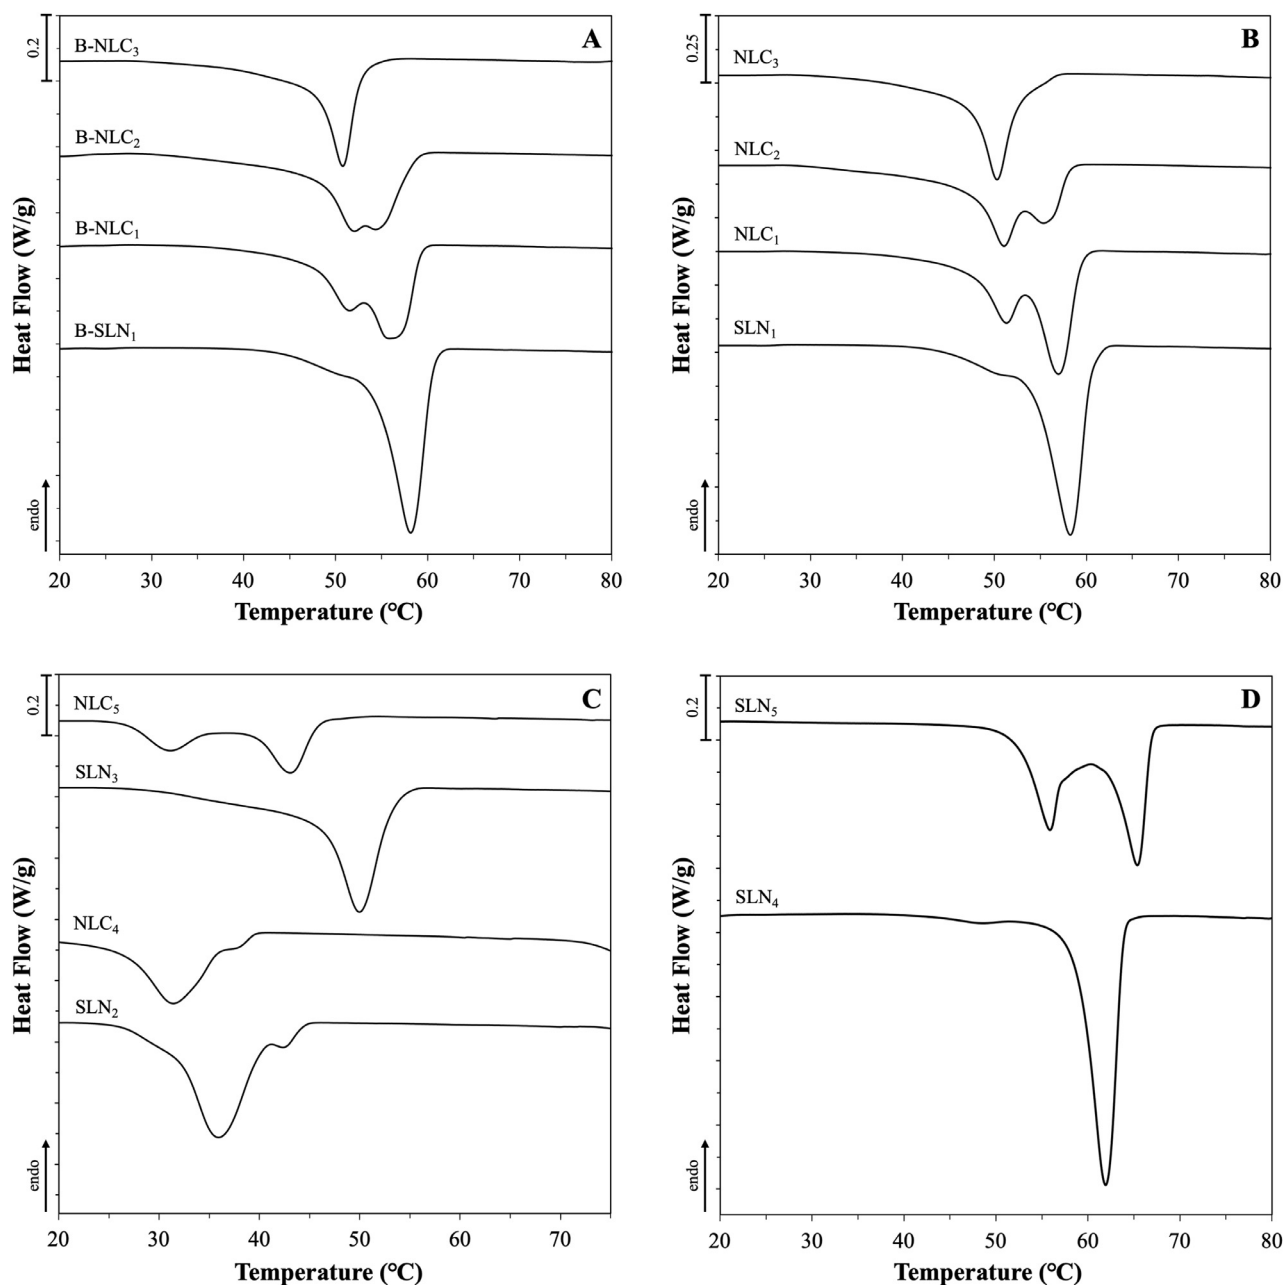 A
0.2
B-NLC3
B-NLC2
B-NLC1
B-SLN1
Heat Flow (W/g)
endo
20 30 40 50 60 70 80
Temperature (°C)
B
0.25
NLC3
NLC2
NLC1
SLN1
Heat Flow (W/g)
endo
20 30 40 50 60 70 80
Temperature (°C)
C
0.2
NLC5
SLN3
NLC4
SLN2
Heat Flow (W/g)
endo
20 30 40 50 60 70
Temperature (°C)
D
0.2
SLN5
SLN4
Heat Flow (W/g)
endo
20 30 40 50 60 70 80
Temperature (°C)